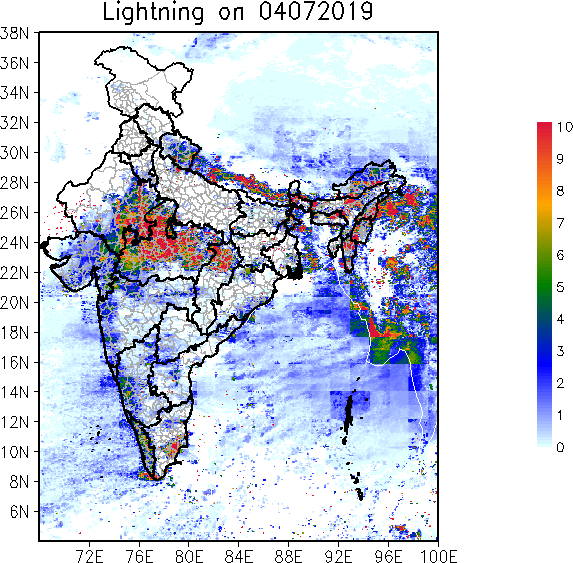 Lightning on 04072019
38N
36N
34N
32N
30N
28N
26N
24N
22N
20N
18N
16N
14N
12N
10N
8N
6N
72E 76E 80E 84E 88E 92E 96E 100E
10
9
8
7
6
5
4
3
2
1
0